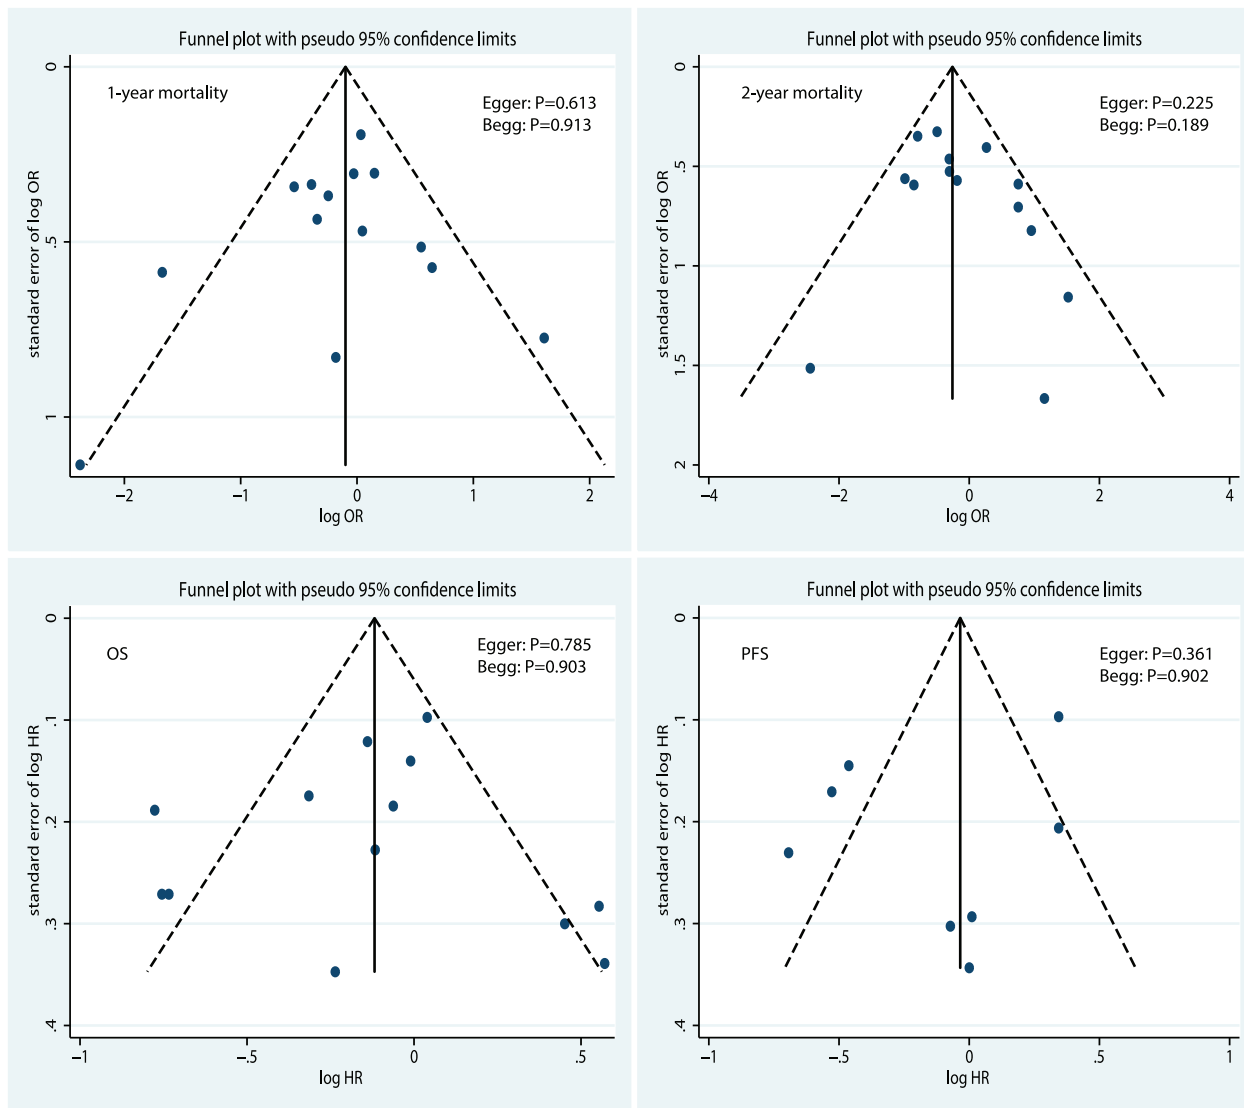 Funnel plot with pseudo 95% confidence limits
1-year mortality
Egger: P=0.613
Begg: P=0.913
standard error of log OR
0
.5
1
−2
−1
0
1
2
log OR
Funnel plot with pseudo 95% confidence limits
2-year mortality
Egger: P=0.225
Begg: P=0.189
standard error of log OR
0
.5
1
1.5
2
−4
−2
0
2
4
log OR
Funnel plot with pseudo 95% confidence limits
OS
Egger: P=0.785
Begg: P=0.903
standard error of log HR
0
.1
.2
.3
.4
−1
−.5
0
.5
log HR
Funnel plot with pseudo 95% confidence limits
PFS
Egger: P=0.361
Begg: P=0.902
standard error of log HR
0
.1
.2
.3
.4
−1
−.5
0
.5
1
log HR